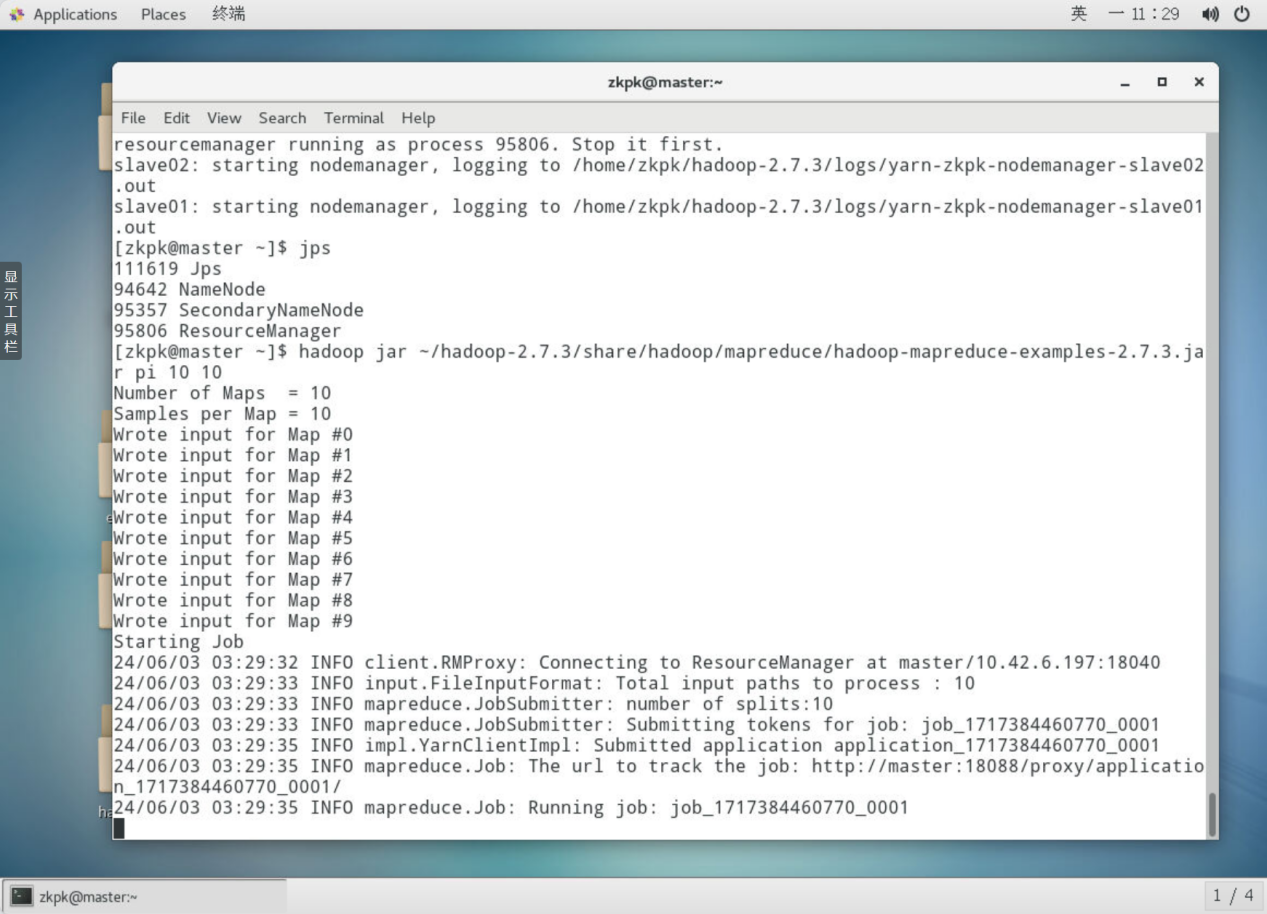 Applications Places 终端 英 一 11：29
zkpk@master:~
File Edit View Search Terminal Help
resourcemanager running as process 95806. Stop it first.
slave02: starting nodemanager, logging to /home/zkpk/hadoop-2.7.3/logs/yarn-zkpk-nodemanager-slave02
.out
slave01: starting nodemanager, logging to /home/zkpk/hadoop-2.7.3/logs/yarn-zkpk-nodemanager-slave01
.out
[zkpk@master ~]$ jps
111619 Jps
94642 NameNode
95357 SecondaryNameNode
95806 ResourceManager
[zkpk@master ~]$ hadoop jar ~/hadoop-2.7.3/share/hadoop/mapreduce/hadoop-mapreduce-examples-2.7.3.ja
r pi 10 10
Number of Maps  = 10
Samples per Map = 10
Wrote input for Map #0
Wrote input for Map #1
Wrote input for Map #2
Wrote input for Map #3
Wrote input for Map #4
Wrote input for Map #5
Wrote input for Map #6
Wrote input for Map #7
Wrote input for Map #8
Wrote input for Map #9
Starting Job
24/06/03 03:29:32 INFO client.RMProxy: Connecting to ResourceManager at master/10.42.6.197:18040
24/06/03 03:29:33 INFO input.FileInputFormat: Total input paths to process : 10
24/06/03 03:29:33 INFO mapreduce.JobSubmitter: number of splits:10
24/06/03 03:29:33 INFO mapreduce.JobSubmitter: Submitting tokens for job: job_1717384460770_0001
24/06/03 03:29:35 INFO impl.YarnClientImpl: Submitted application application_1717384460770_0001
24/06/03 03:29:35 INFO mapreduce.Job: The url to track the job: http://master:18088/proxy/applicatio
n_1717384460770_0001/
24/06/03 03:29:35 INFO mapreduce.Job: Running job: job_1717384460770_0001
显示工具栏
ha
zkpk@master:~ 1 / 4